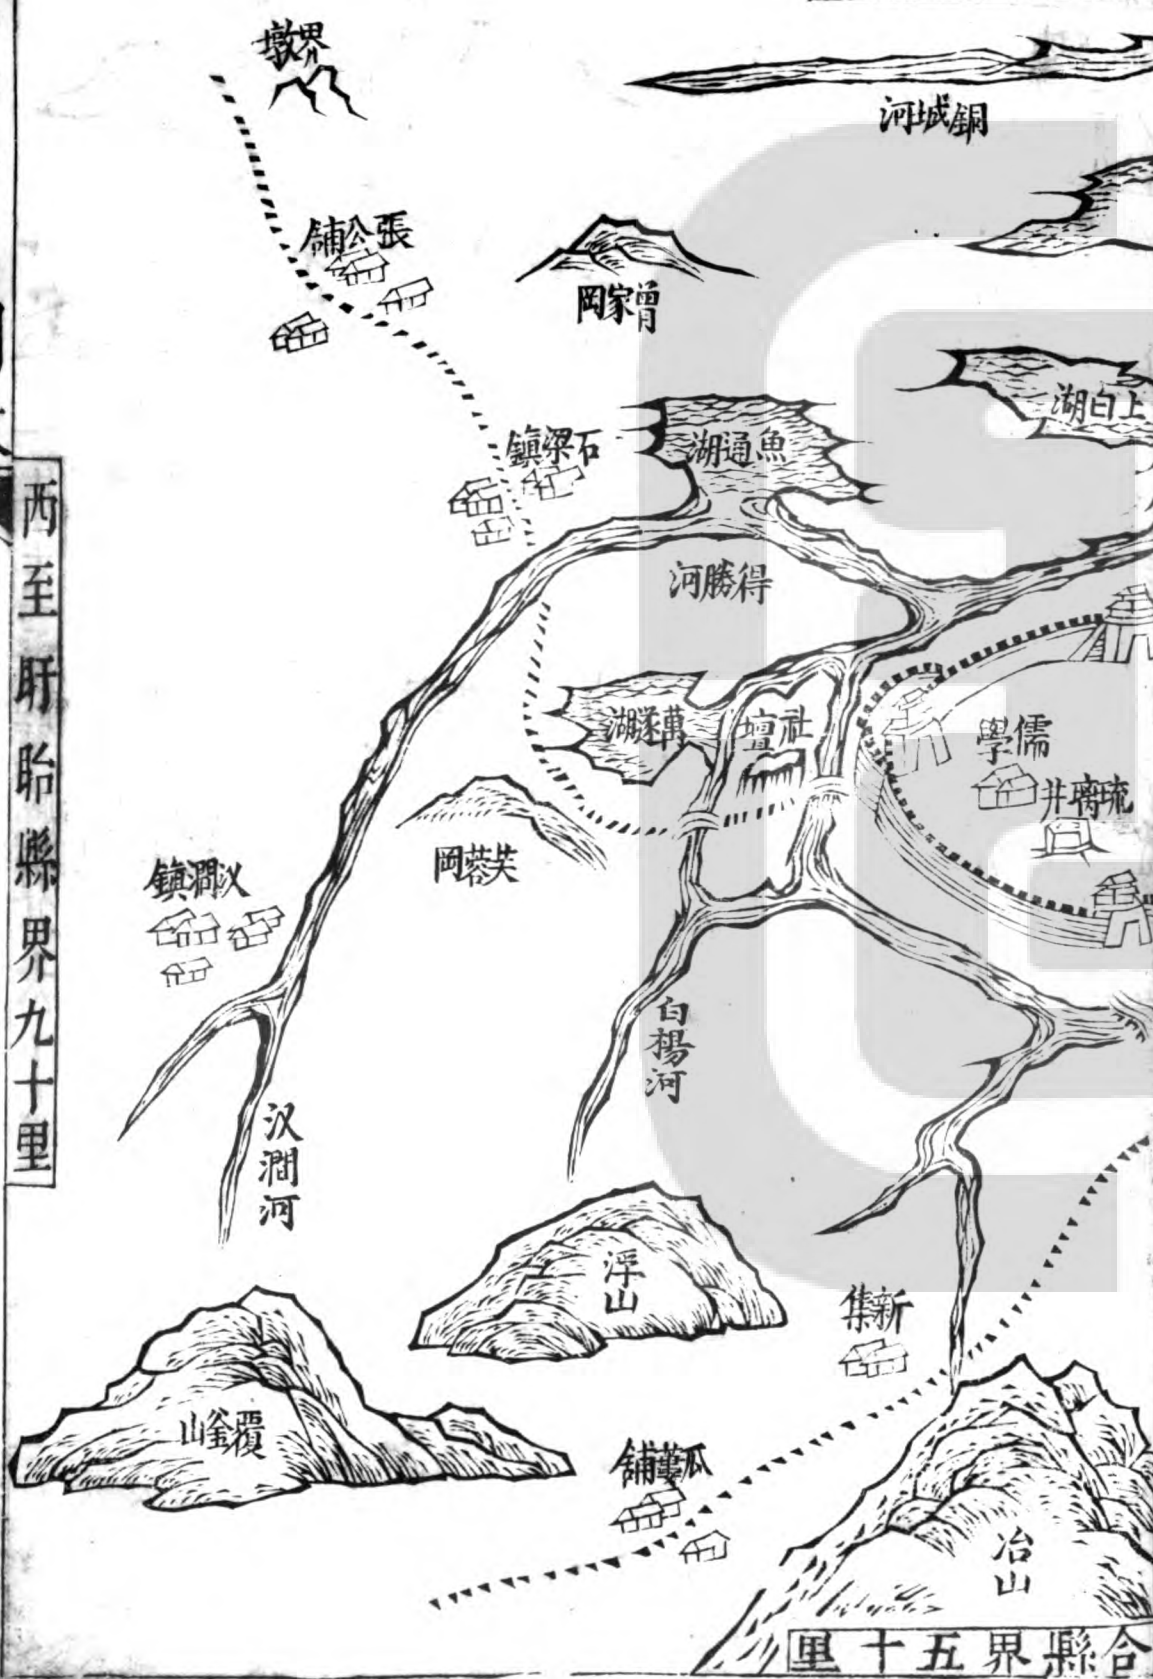 界墩
銅城河
張公舖
曾家岡
上白湖
石梁鎮
魚通湖
得勝河
萬遂湖
社壇
儒學
琉璃井
芙蓉岡
汊澗鎮
白楊河
汊澗河
浮山
新集
覆釜山
瓜蔞舖
冶山
西至盱眙縣界九十里
合縣界五十里